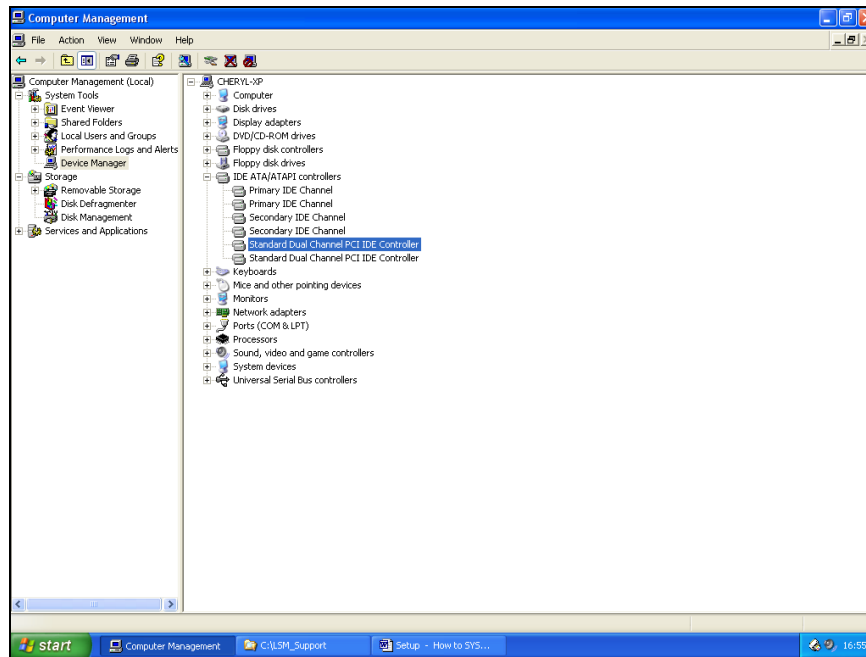 Computer Management
File Action View Window Help
Computer Management (Local)
System Tools
Event Viewer
Shared Folders
Local Users and Groups
Performance Logs and Alerts
Device Manager
Storage
Removable Storage
Disk Defragmenter
Disk Management
Services and Applications
CHERYL-XP
Computer
Disk drives
Display adapters
DVD/CD-ROM drives
Floppy disk controllers
Floppy disk drives
IDE ATA/ATAPI controllers
Primary IDE Channel
Primary IDE Channel
Secondary IDE Channel
Secondary IDE Channel
Standard Dual Channel PCI IDE Controller
Standard Dual Channel PCI IDE Controller
Keyboards
Mice and other pointing devices
Monitors
Network adapters
Ports (COM & LPT)
Processors
Sound, video and game controllers
System devices
Universal Serial Bus controllers
start
Computer Management
C:\LSM_Support
Setup - How to SYS...
16:55